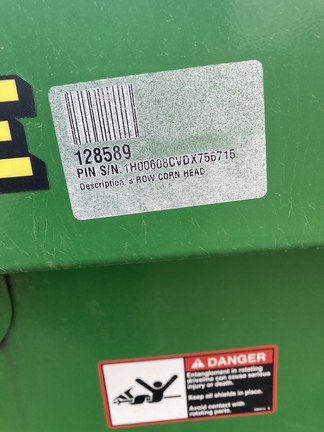 E
128589
PIN S/N. 1H00608CVDX756715
Description. 8 ROW CORN HEAD
DANGER
Entanglement in rotating
driveline can cause serious
injury or death.
Keep all shields in place.
Avoid contact with
rotating parts.